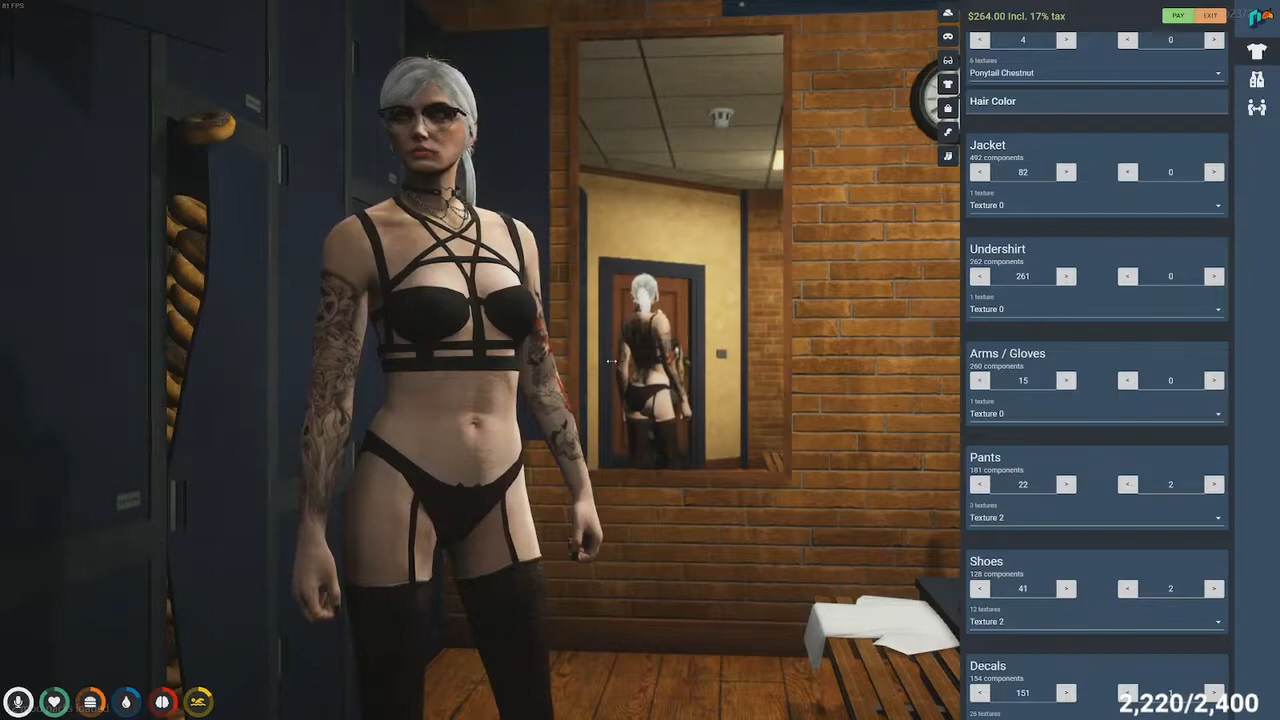 81 FPS
$264.00 Incl. 17% tax
PAY
EXIT
< 4 > < 0 >
6 textures
Ponytail Chestnut
Hair Color
Jacket
492 components
< 82 > < 0 >
1 texture
Texture 0
Undershirt
262 components
< 261 > < 0 >
1 texture
Texture 0
Arms / Gloves
260 components
< 15 > < 0 >
1 texture
Texture 0
Pants
181 components
< 22 > < 2 >
3 textures
Texture 2
Shoes
128 components
< 41 > < 2 >
12 textures
Texture 2
Decals
154 components
< 151 >
26 textures
2,220/2,400